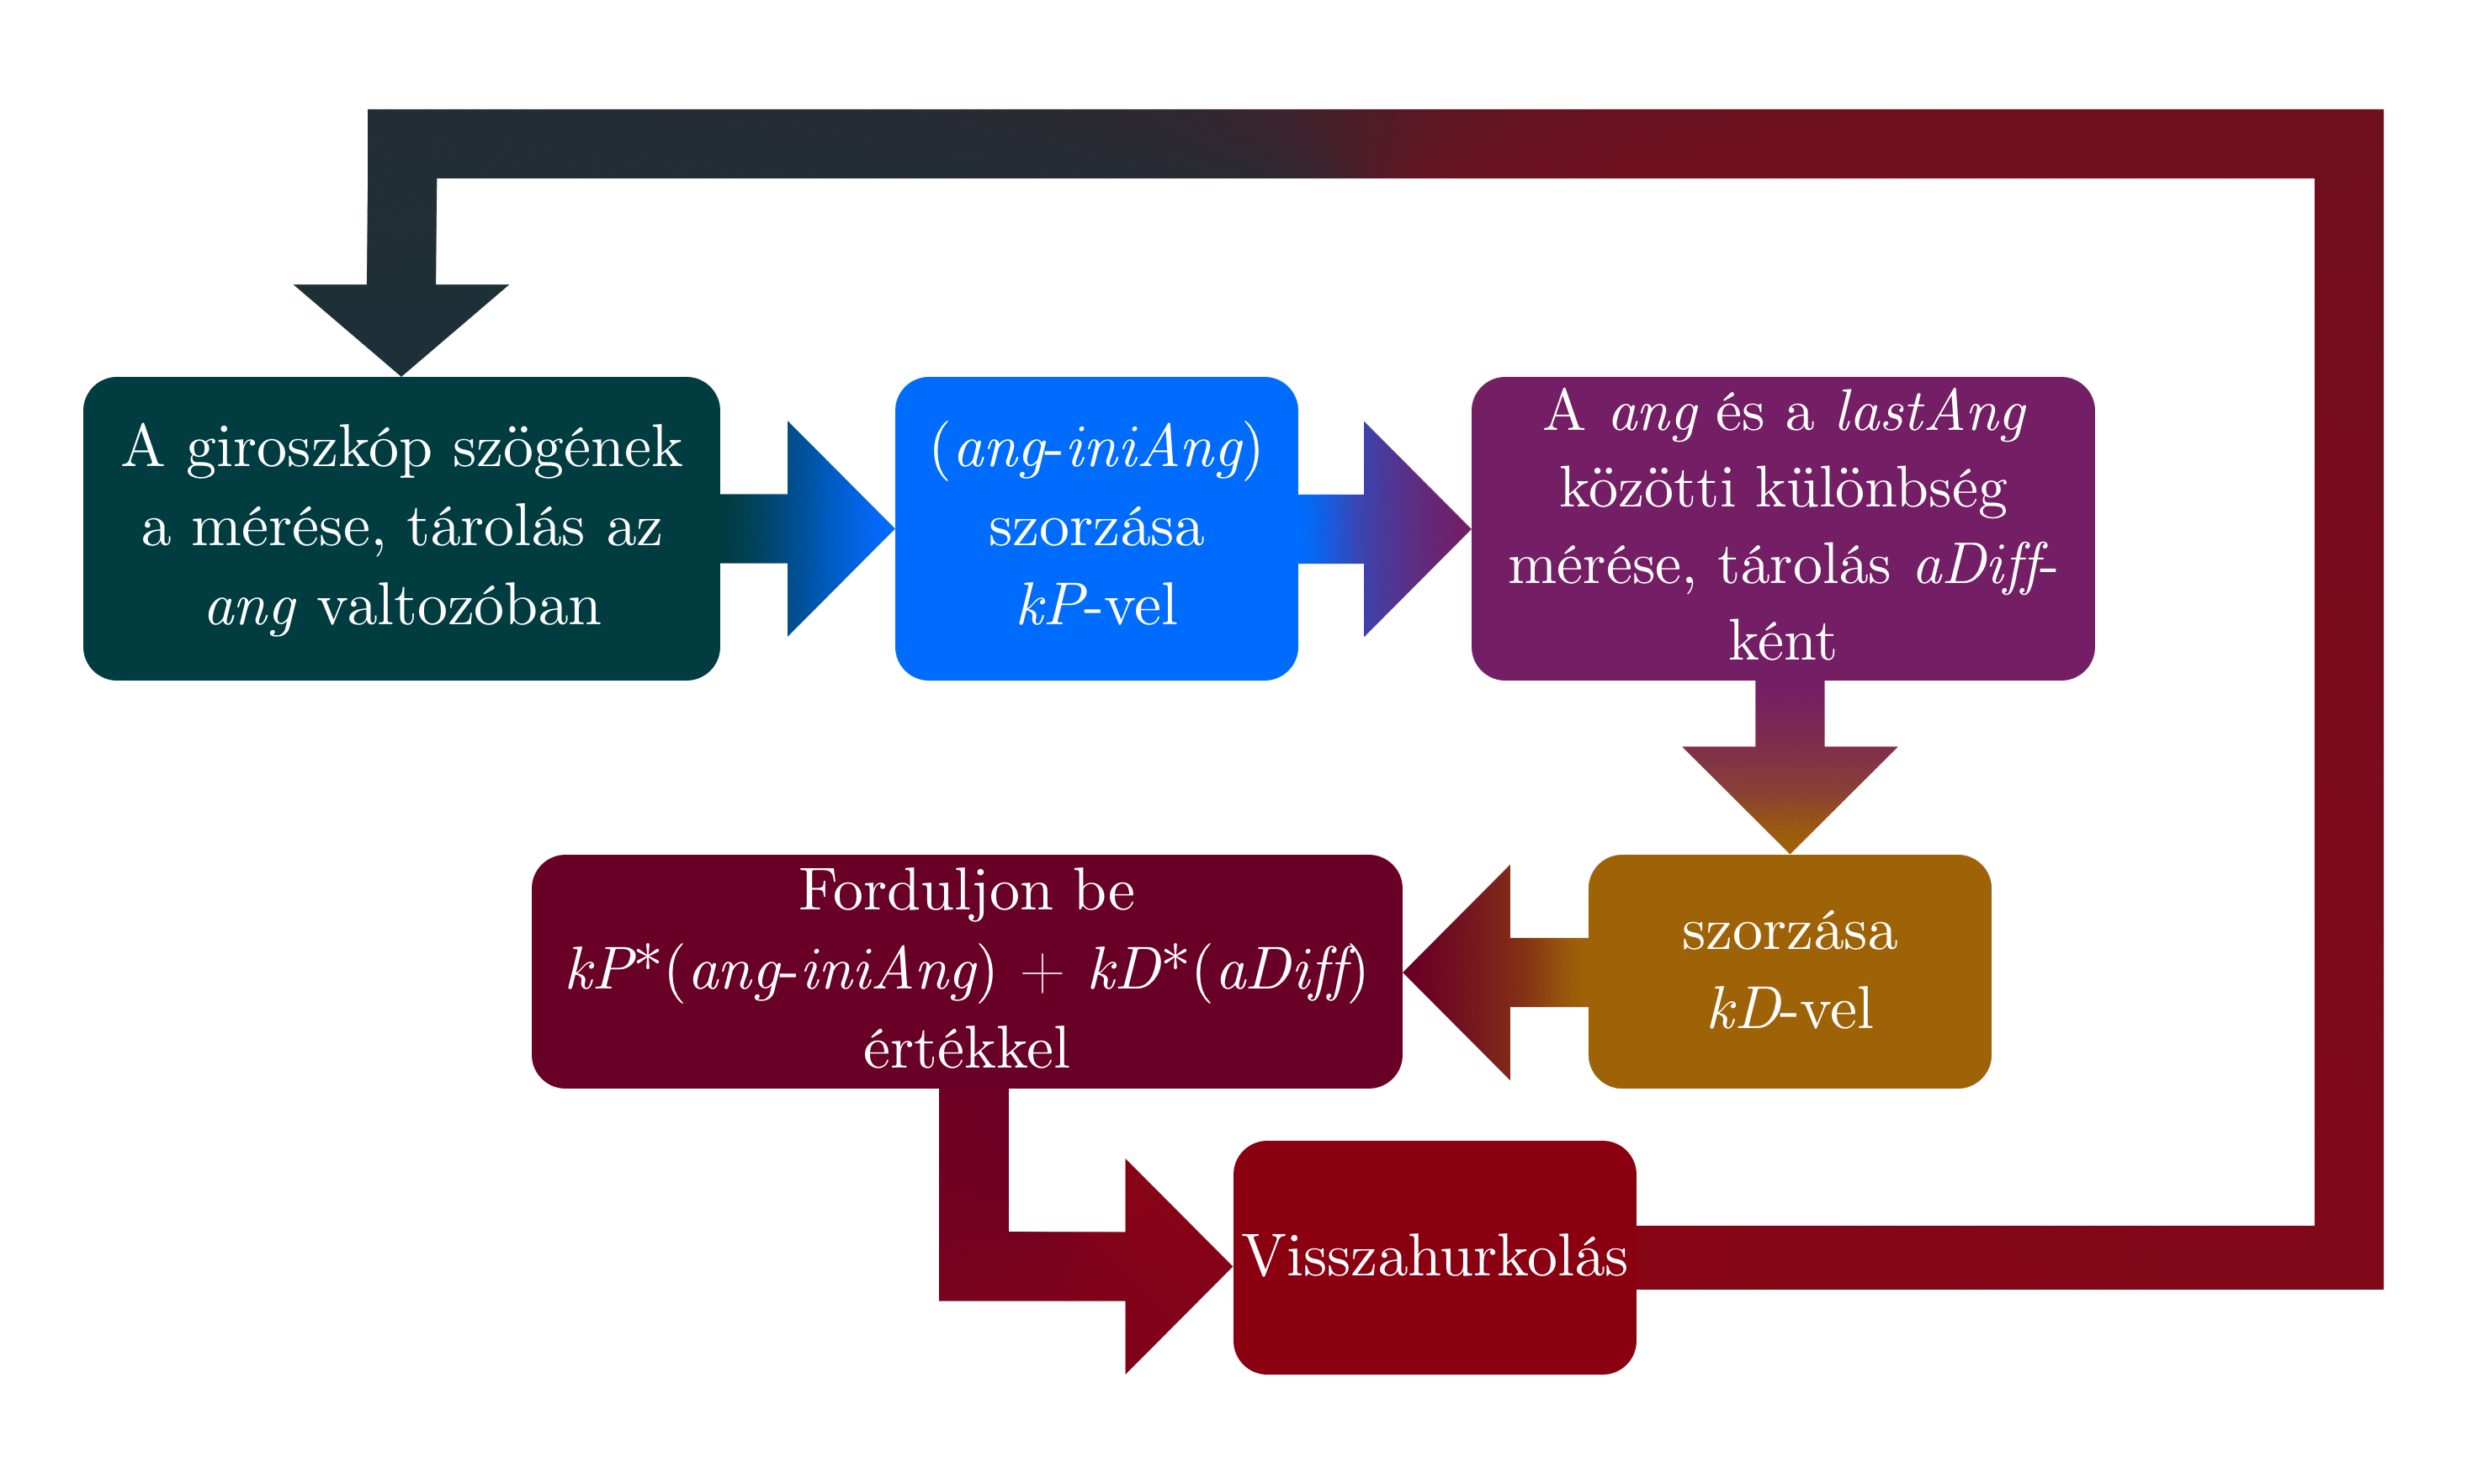 A giroszkóp szögének
a mérése, tárolás az
ang valtozóban
(ang-iniAng)
szorzása
kP-vel
A ang és a lastAng
közötti különbség
mérése, tárolás aDiff-
ként
szorzása
kD-vel
Forduljon be
kP*(ang-iniAng) + kD*(aDiff)
értékkel
Visszahurkolás